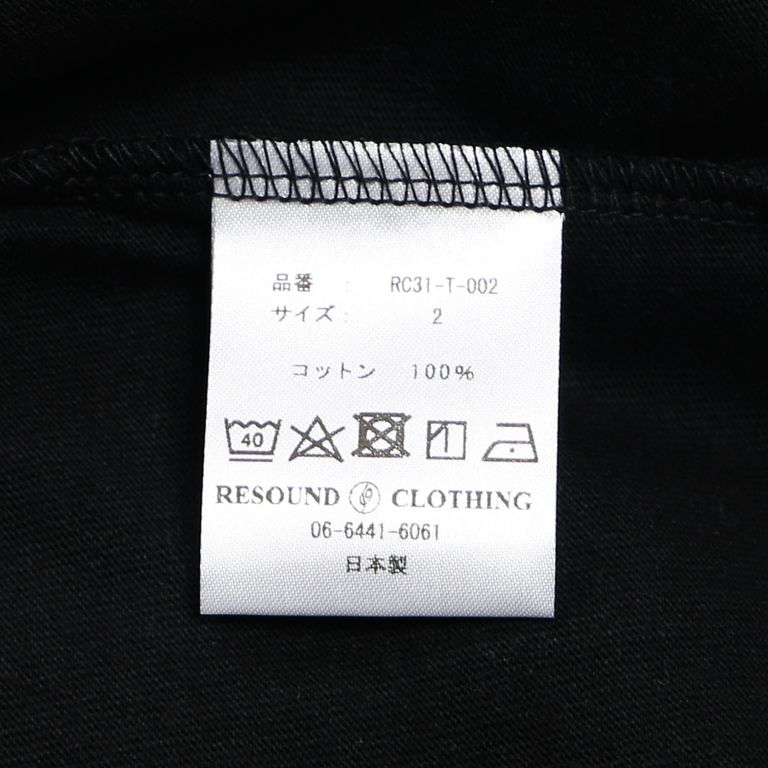 品番 : RC31-T-002
サイズ : 2
コットン 100%
40
RESOUND CLOTHING
06-6441-6061
日本製